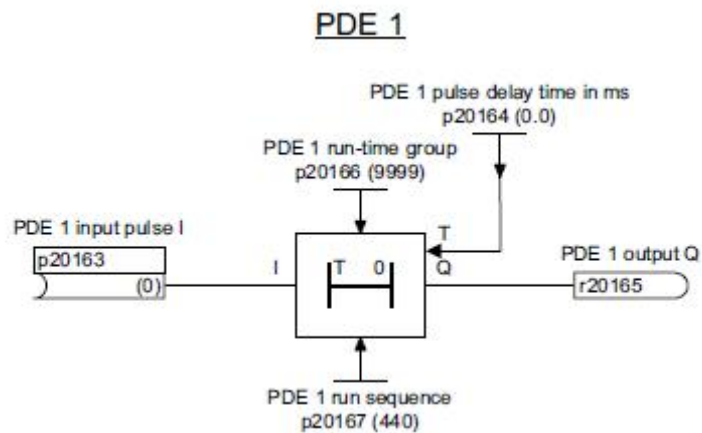 PDE 1
PDE 1 pulse delay time in ms
p20164 (0.0)
PDE 1 run-time group
p20166 (9999)
PDE 1 input pulse I
p20163
(0)
I
T 0
T
Q
PDE 1 output Q
r20165
PDE 1 run sequence
p20167 (440)